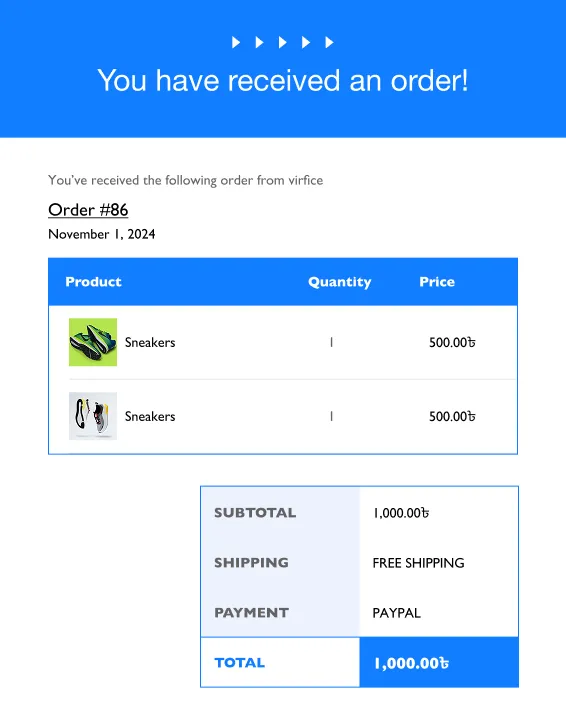 You have received an order!
You've received the following order from virfice
Order #86
November 1, 2024
Product Quantity Price
Sneakers 1 500.00৳
Sneakers 1 500.00৳
SUBTOTAL 1,000.00৳
SHIPPING FREE SHIPPING
PAYMENT PAYPAL
TOTAL 1,000.00৳